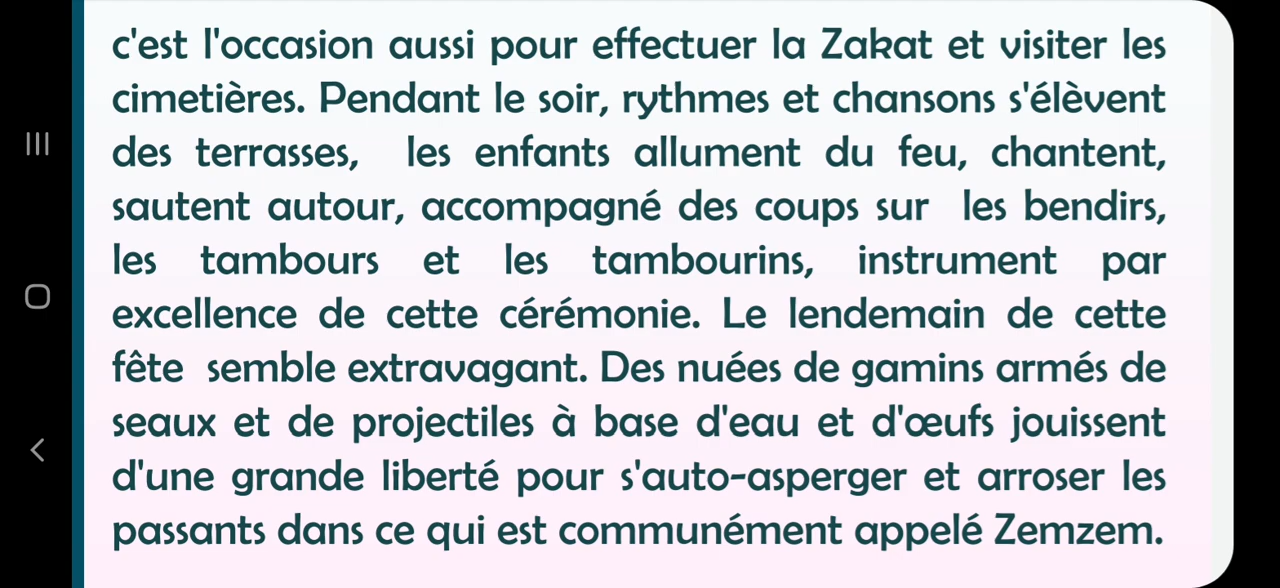 c'est l'occasion aussi pour effectuer la Zakat et visiter les
cimetières. Pendant le soir, rythmes et chansons s'élèvent
des terrasses, les enfants allument du feu, chantent,
sautent autour, accompagné des coups sur les bendirs,
les tambours et les tambourins, instrument par
excellence de cette cérémonie. Le lendemain de cette
fête semble extravagant. Des nuées de gamins armés de
seaux et de projectiles à base d'eau et d'œufs jouissent
d'une grande liberté pour s'auto-asperger et arroser les
passants dans ce qui est communément appelé Zemzem.